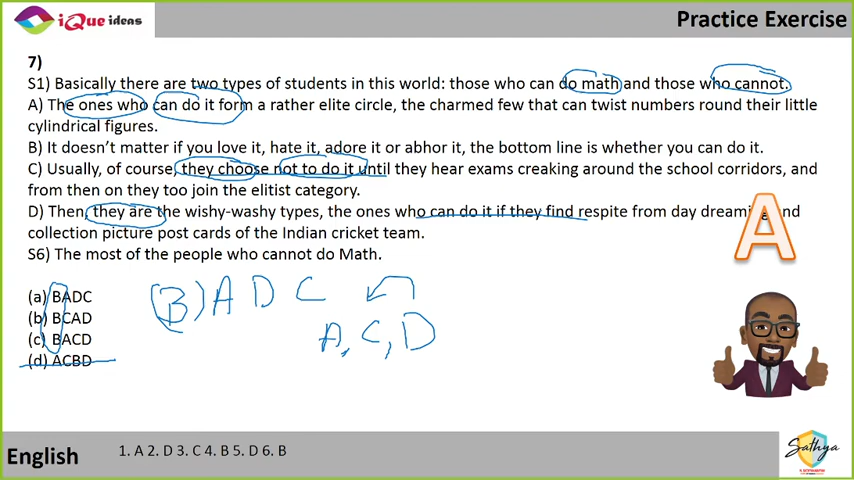 iQue ideas
Practice Exercise
7)
S1) Basically there are two types of students in this world: those who can do math and those who cannot.
A) The ones who can do it form a rather elite circle, the charmed few that can twist numbers round their little
cylindrical figures.
B) It doesn't matter if you love it, hate it, adore it or abhor it, the bottom line is whether you can do it.
C) Usually, of course, they choose not to do it until they hear exams creaking around the school corridors, and
from then on they too join the elitist category.
D) Then, they are the wishy-washy types, the ones who can do it if they find respite from day and
collection picture post cards of the Indian cricket team.
A
S6) The most of the people who cannot do Math.
(a) BADC
(b) BCAD
(c) BACD
(d) ACBD
(B) A D C
A, C, D
English
1. A 2. D 3. C 4. B 5. D 6. B
Sathya